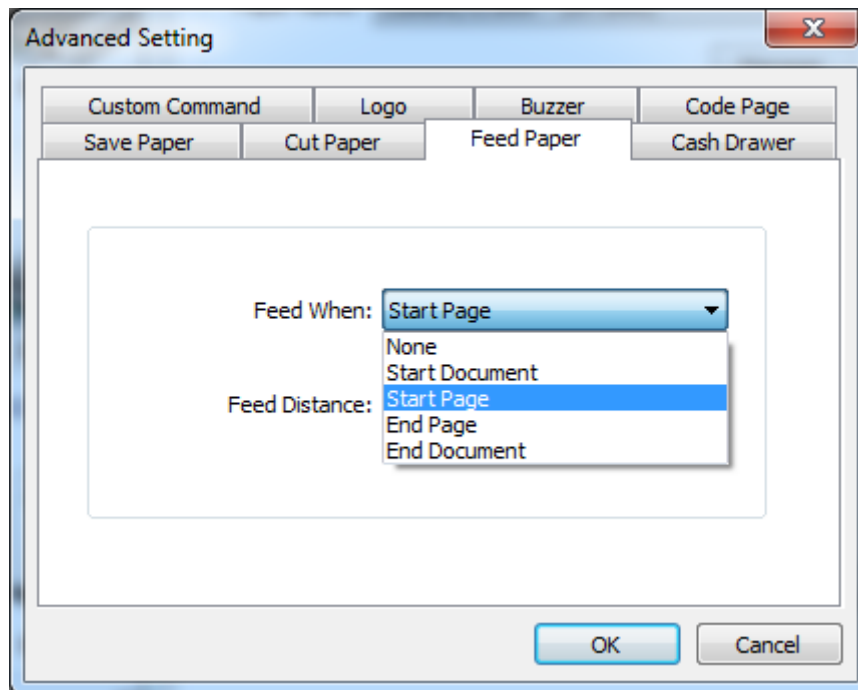 Advanced Setting
Custom Command Logo Buzzer Code Page
Save Paper Cut Paper Feed Paper Cash Drawer
Feed When: Start Page
None
Start Document
Feed Distance: Start Page
End Page
End Document
OK Cancel